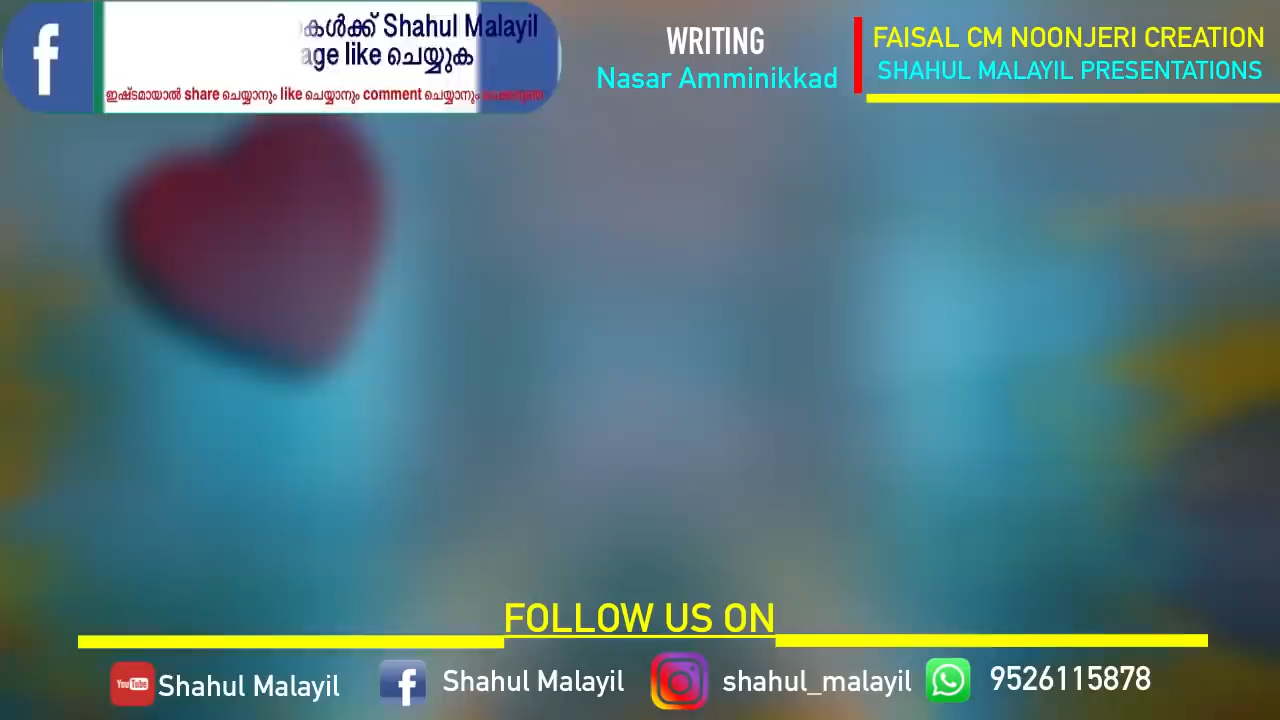 കൾക്ക് Shahul Malayil
age like ചെയ്യുക
ഇഷ്ടമായാൽ share ചെയ്യാനും like ചെയ്യാനും comment ചെയ്യാനും
WRITING
Nasar Amminikkad
FAISAL CM NOONJERI CREATION
SHAHUL MALAYIL PRESENTATIONS
FOLLOW US ON
YouTube Shahul Malayil
f Shahul Malayil
shahul_malayil
9526115878